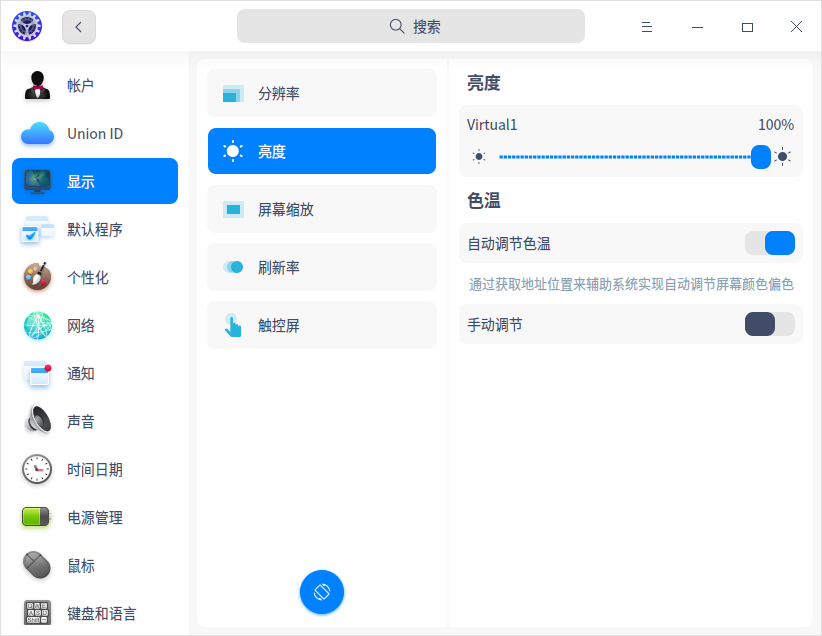 搜索
帐户
Union ID
显示
默认程序
个性化
网络
通知
声音
时间日期
电源管理
鼠标
键盘和语言
分辨率
亮度
屏幕缩放
刷新率
触控屏
亮度
Virtual1 100%
色温
自动调节色温
通过获取地址位置来辅助系统实现自动调节屏幕颜色偏色
手动调节